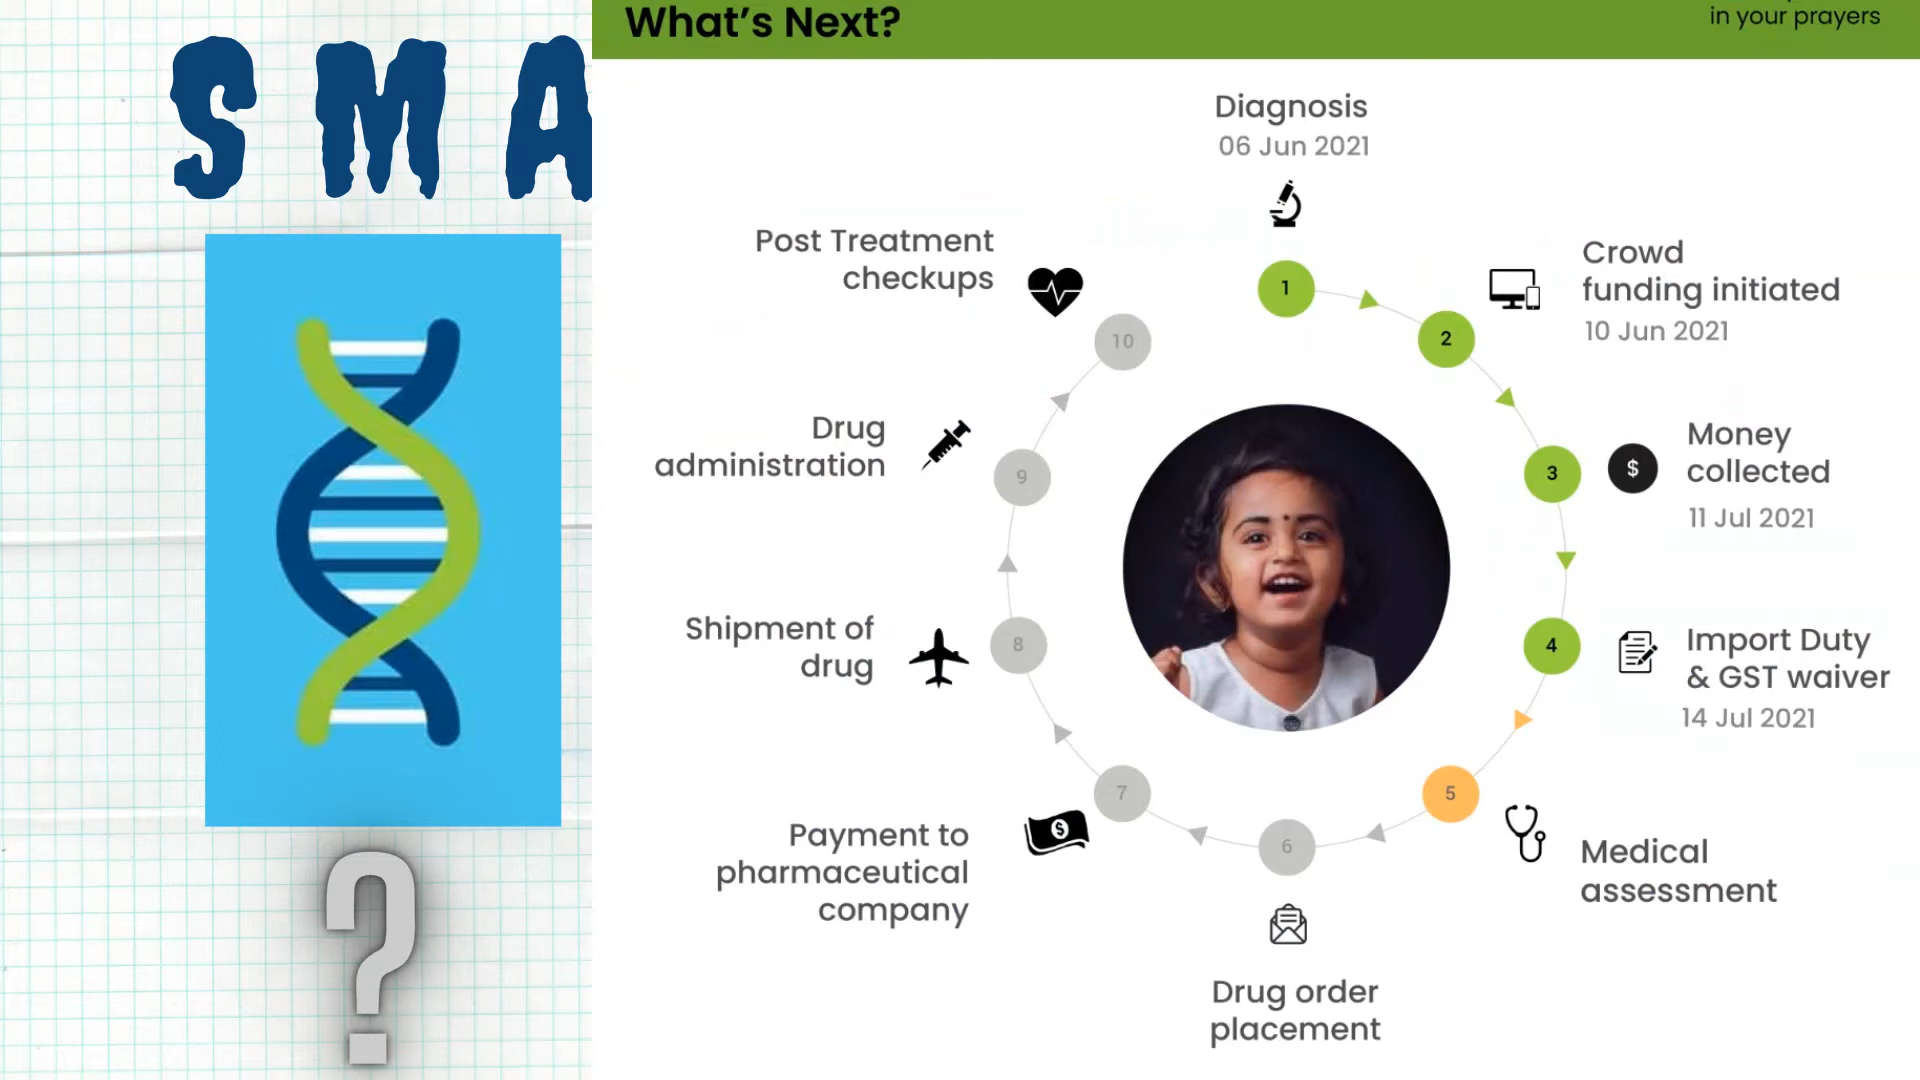 SMA
?
What's Next?
in your prayers
Diagnosis
06 Jun 2021
1
Crowd
funding initiated
10 Jun 2021
2
Money
collected
11 Jul 2021
3
$
Import Duty
& GST waiver
14 Jul 2021
4
Medical
assessment
5
Drug order
placement
6
Payment to
pharmaceutical
company
7
$
Shipment of
drug
8
Drug
administration
9
Post Treatment
checkups
10